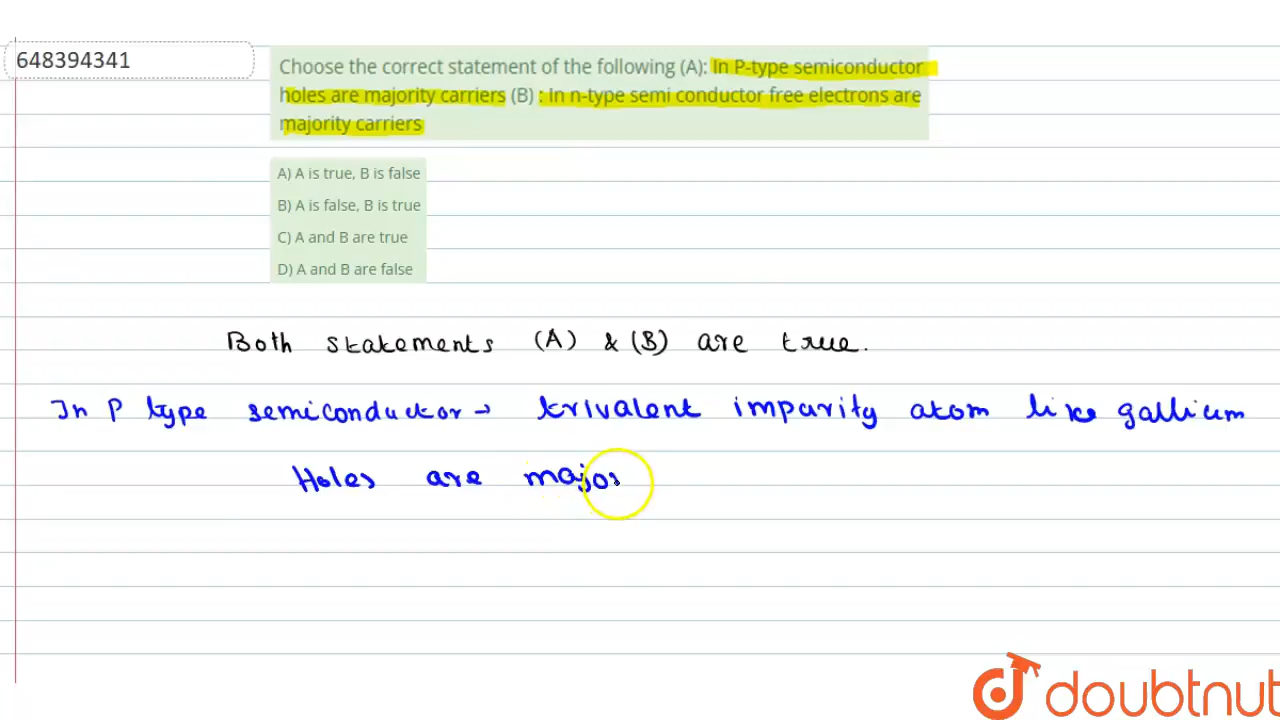 648394341
Choose the correct statement of the following (A): In P-type semiconductor
holes are majority carriers (B) : In n-type semi conductor free electrons are
majority carriers
A) A is true, B is false
B) A is false, B is true
C) A and B are true
D) A and B are false
Both statements (A) & (B) are true.
In P type semiconductor → trivalent impurity atom like gallium
Holes are major
doubtnut